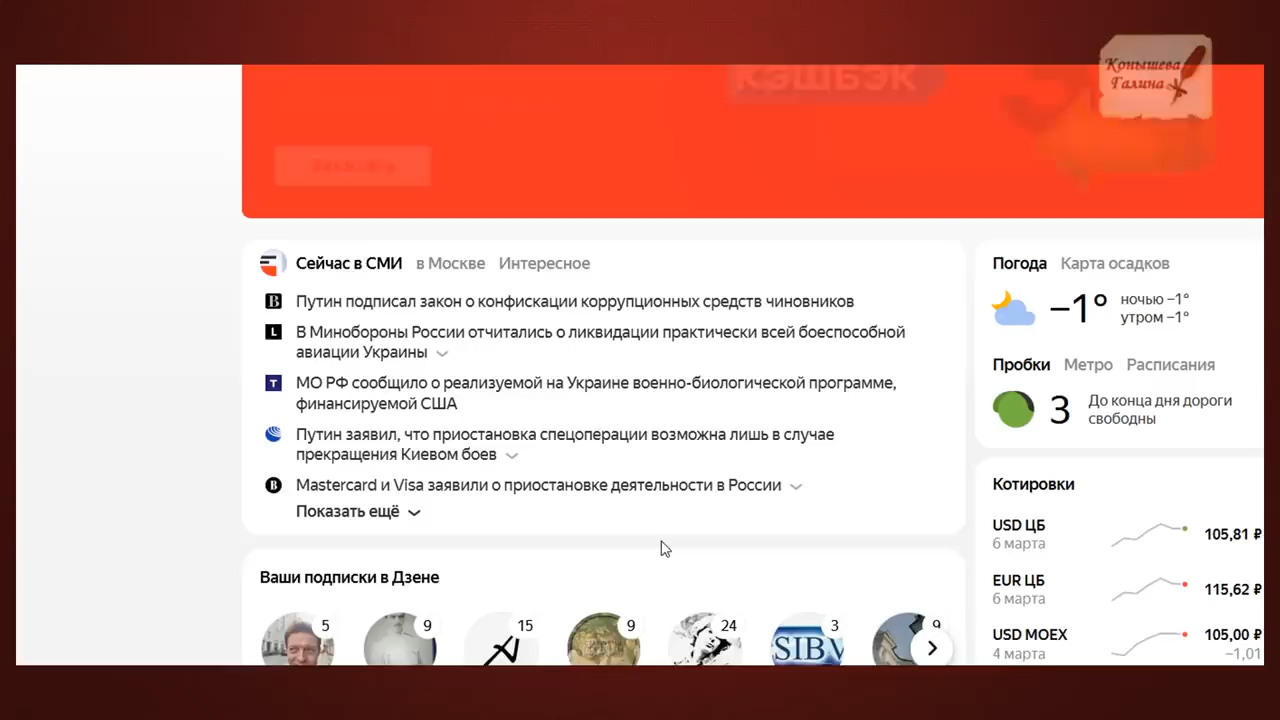 КЭШБЭК
Конышева
Галина
Сейчас в СМИ в Москве Интересное
Путин подписал закон о конфискации коррупционных средств чиновников
В Минобороны России отчитались о ликвидации практически всей боеспособной
авиации Украины
МО РФ сообщило о реализуемой на Украине военно-биологической программе,
финансируемой США
Путин заявил, что приостановка спецоперации возможна лишь в случае
прекращения Киевом боев
Mastercard и Visa заявили о приостановке деятельности в России
Показать ещё
Ваши подписки в Дзене
5 9 15 9 24 3 9
SIBV
Погода Карта осадков
−1° ночью −1°
утром −1°
Пробки Метро Расписания
3 До конца дня дороги
свободны
Котировки
USD ЦБ 105,81 ₽
6 марта
EUR ЦБ 115,62 ₽
6 марта
USD MOEX 105,00 ₽
4 марта −1,01